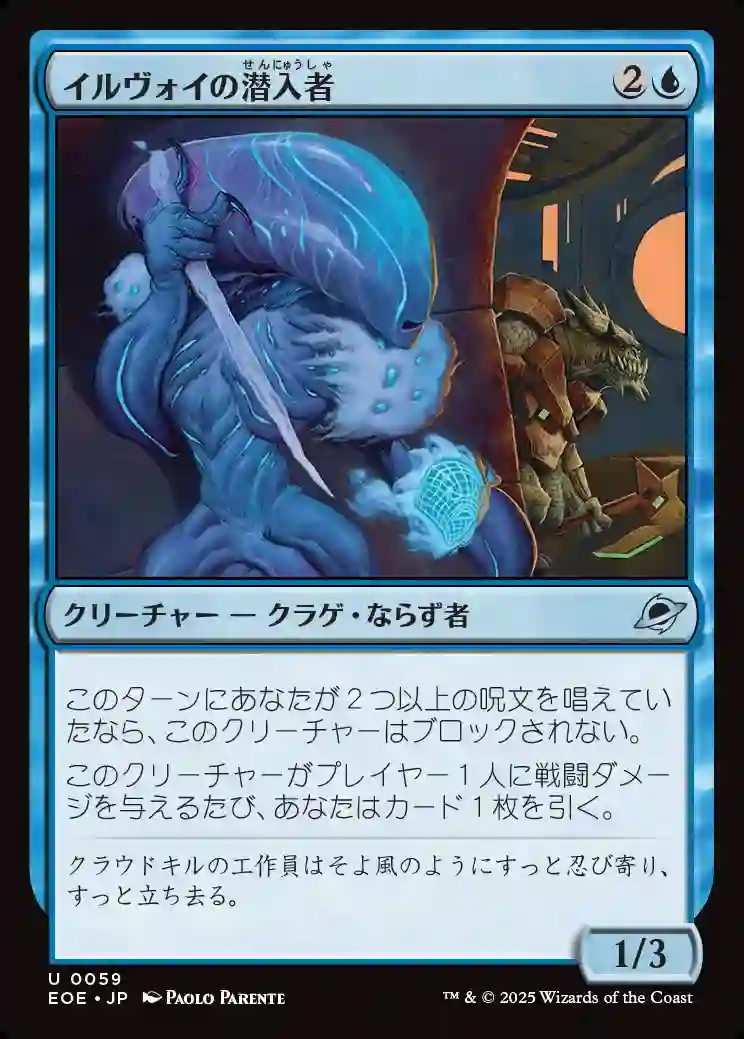 せんにゅうしゃ
イルヴォイの潜入者 2
クリーチャー — クラゲ・ならず者
このターンにあなたが2つ以上の呪文を唱えてい
たなら、このクリーチャーはブロックされない。
このクリーチャーがプレイヤー1人に戦闘ダメー
ジを与えるたび、あなたはカード1枚を引く。
クラウドキルの工作員はそよ風のようにすっと忍び寄り、
すっと立ち去る。
1/3
U 0059
EOE • JP PAOLO PARENTE
™ & © 2025 Wizards of the Coast